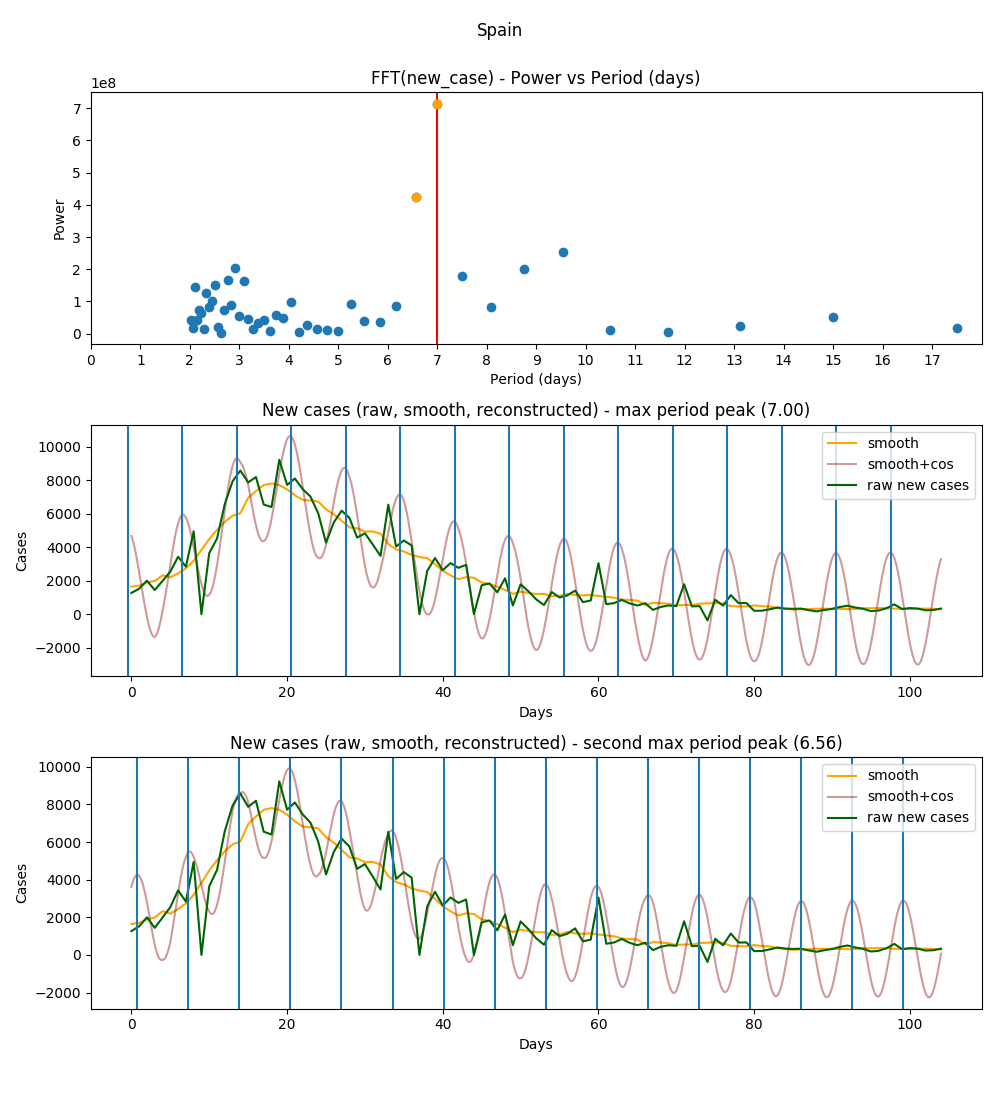 Spain
FFT(new_case) - Power vs Period (days)
1e8
7
6
5
4
3
2
1
0
Power
0 1 2 3 4 5 6 7 8 9 10 11 12 13 14 15 16 17
Period (days)
New cases (raw, smooth, reconstructed) - max period peak (7.00)
10000
8000
6000
4000
2000
0
−2000
Cases
smooth
smooth+cos
raw new cases
0 20 40 60 80 100
Days
New cases (raw, smooth, reconstructed) - second max period peak (6.56)
10000
8000
6000
4000
2000
0
−2000
Cases
smooth
smooth+cos
raw new cases
0 20 40 60 80 100
Days